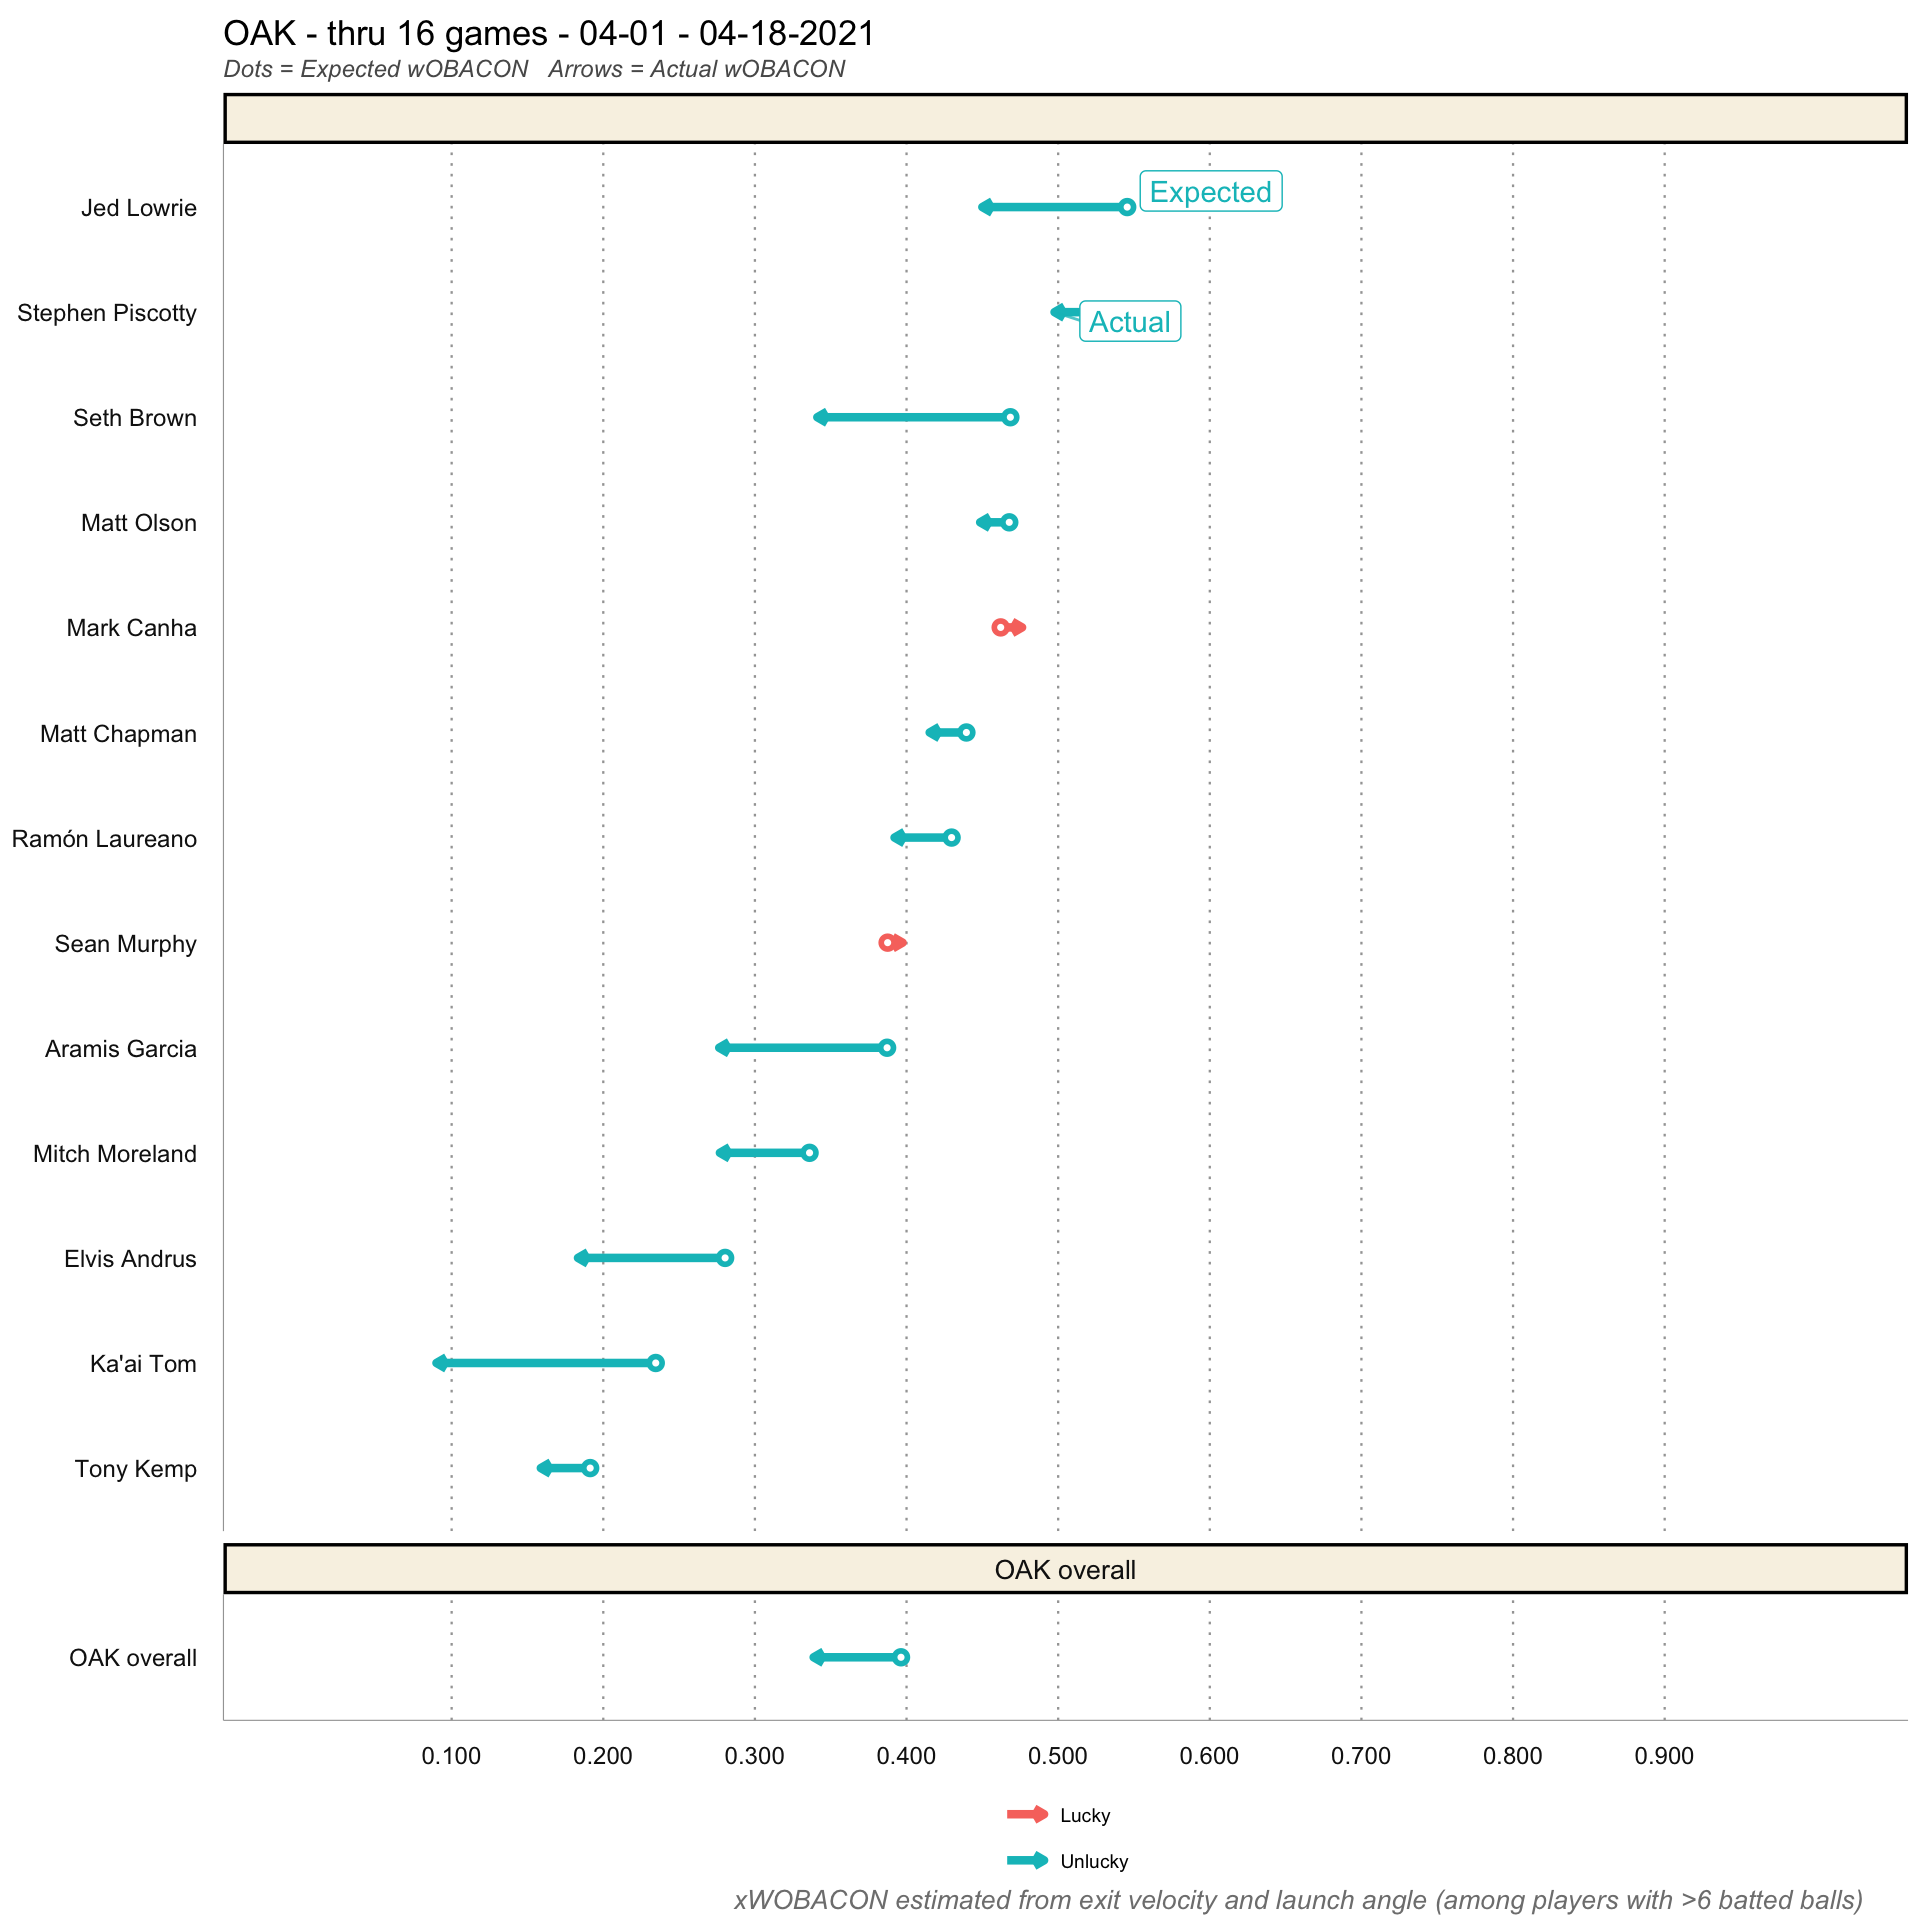 OAK - thru 16 games - 04-01 - 04-18-2021
Dots = Expected wOBACON   Arrows = Actual wOBACON
Jed Lowrie
Expected
Stephen Piscotty
Actual
Seth Brown
Matt Olson
Mark Canha
Matt Chapman
Ramón Laureano
Sean Murphy
Aramis Garcia
Mitch Moreland
Elvis Andrus
Ka'ai Tom
Tony Kemp
OAK overall
OAK overall
0.100 0.200 0.300 0.400 0.500 0.600 0.700 0.800 0.900
Lucky
Unlucky
xWOBACON estimated from exit velocity and launch angle (among players with >6 batted balls)